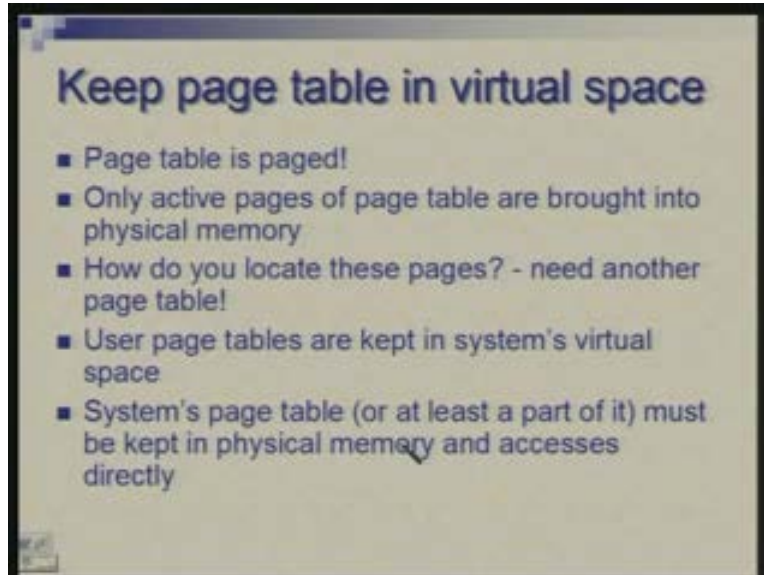 Keep page table in virtual space
■ Page table is paged!
■ Only active pages of page table are brought into
physical memory
■ How do you locate these pages? - need another
page table!
■ User page tables are kept in system's virtual
space
■ System's page table (or at least a part of it) must
be kept in physical memory and accesses
directly